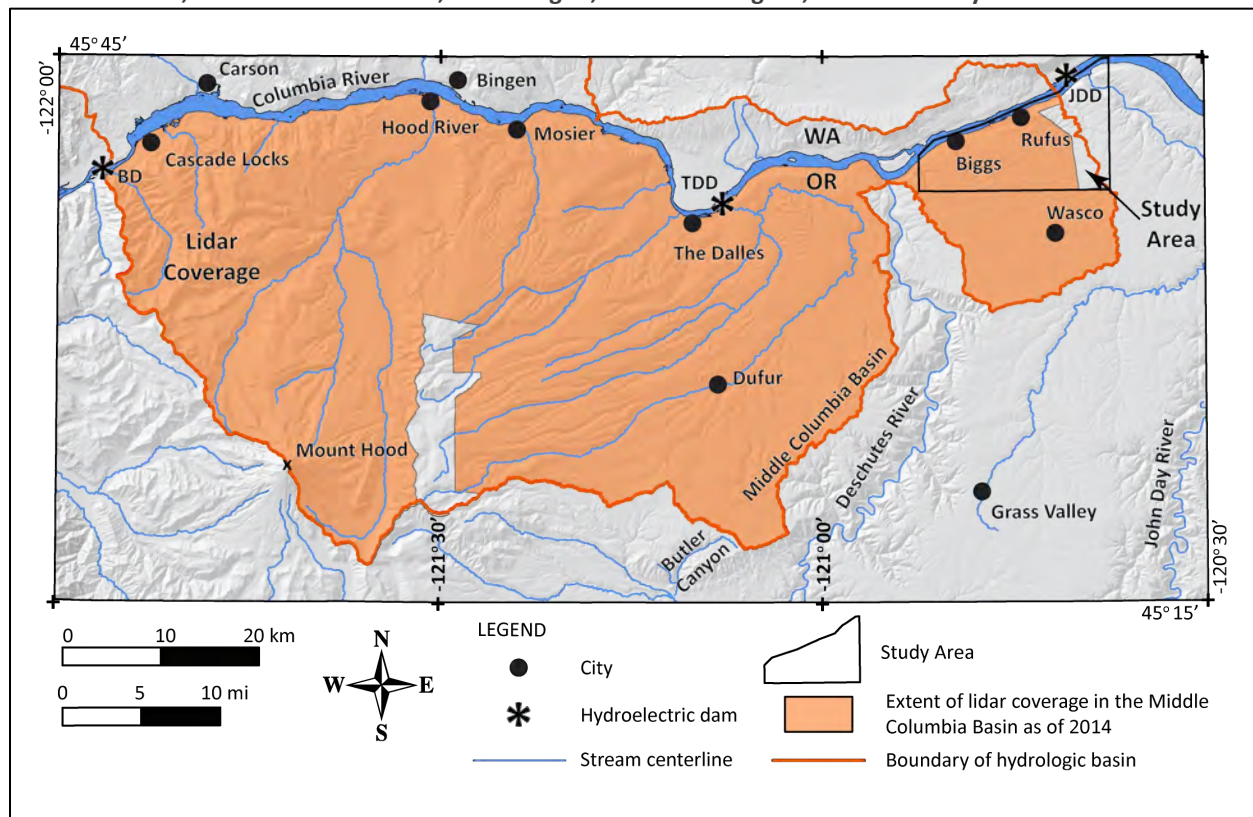 45° 45’
-122° 00’
Carson
Columbia River
Bingen
JDD
Hood River
Mosier
WA
Rufus
Cascade Locks
Biggs
BD
TDD
OR
Study
Area
Wasco
Lidar
Coverage
The Dalles
Dufur
Middle Columbia Basin
Deschutes River
Mount Hood
Grass Valley
John Day River
-121° 30’
Butler
Canyon
-121° 00’
-120° 30’
45° 15’
0 10 20 km
0 5 10 mi
N
W E
S
LEGEND
City
Hydroelectric dam
Stream centerline
Study Area
Extent of lidar coverage in the Middle
Columbia Basin as of 2014
Boundary of hydrologic basin